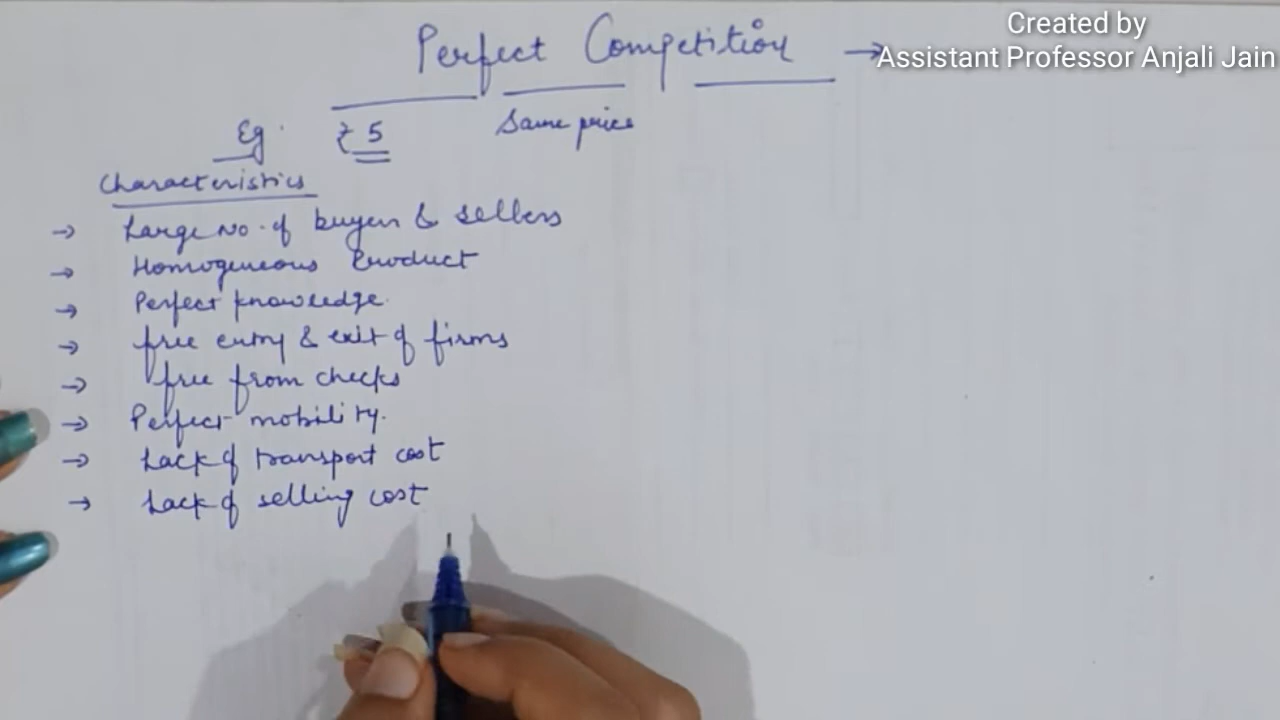 Created by
Assistant Professor Anjali Jain
Perfect Competition →
Eg. ₹ 5 Same price
Characteristics
→ Large No. of buyers & sellers
→ Homogeneous Product
→ Perfect knowledge.
→ free entry & exit of firms
→ free from checks
→ Perfect mobility.
→ Lack of transport cost
→ Lack of selling cost